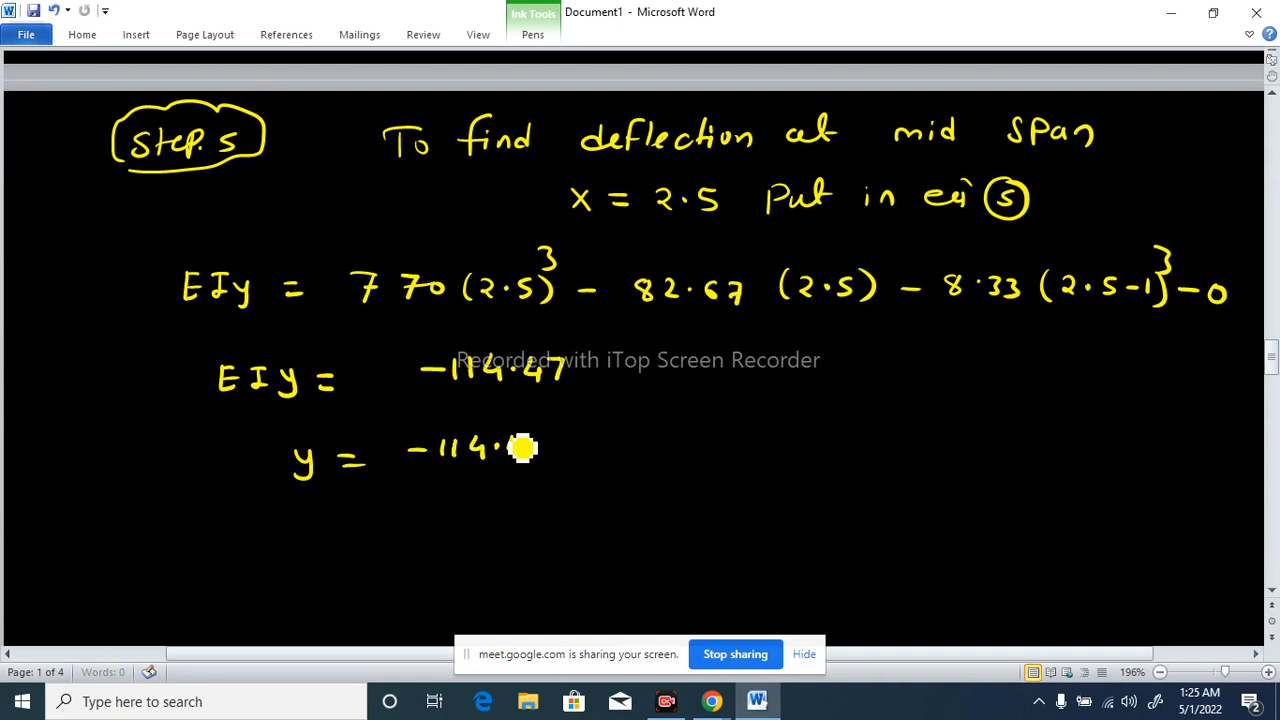 Document1 - Microsoft Word
Ink Tools
File Home Insert Page Layout References Mailings Review View Pens
Step. 5 To find deflection at mid span
x = 2.5 Put in eqn 5
EIy = 7 70 (2.5)3 - 82.67 (2.5) - 8.33 (2.5-1)3 - 0
Recorded with iTop Screen Recorder
EIy = -114.47
y = -114.
meet.google.com is sharing your screen. Stop sharing Hide
Page: 1 of 4 Words: 0 196%
Type here to search
1:25 AM
5/1/2022
2